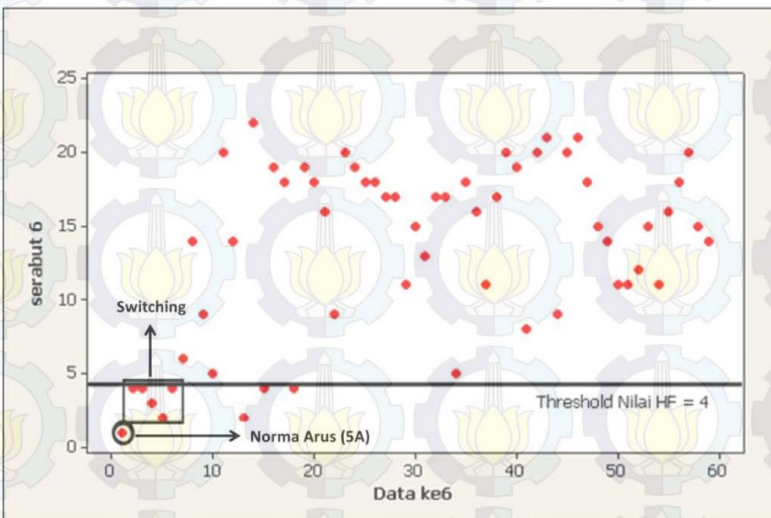 25
20
15
10
5
0
serabut 6
Switching
Threshold Nilai HF = 4
Norma Arus (5A)
0 10 20 30 40 50 60
Data ke6